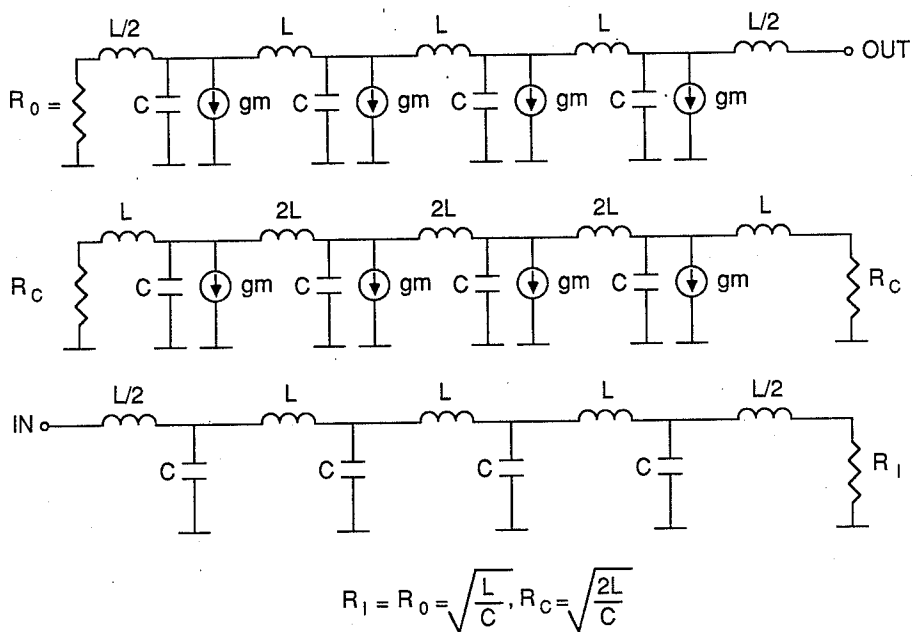 L/2 L L L L/2
OUT
R₀ =
C gm C gm C gm C gm
L 2L 2L 2L L
R_C C gm C gm C gm C gm R_C
L/2 L L L L/2
IN
C C C C R_I
R_I = R₀ = √(L/C), R_C = √(2L/C)